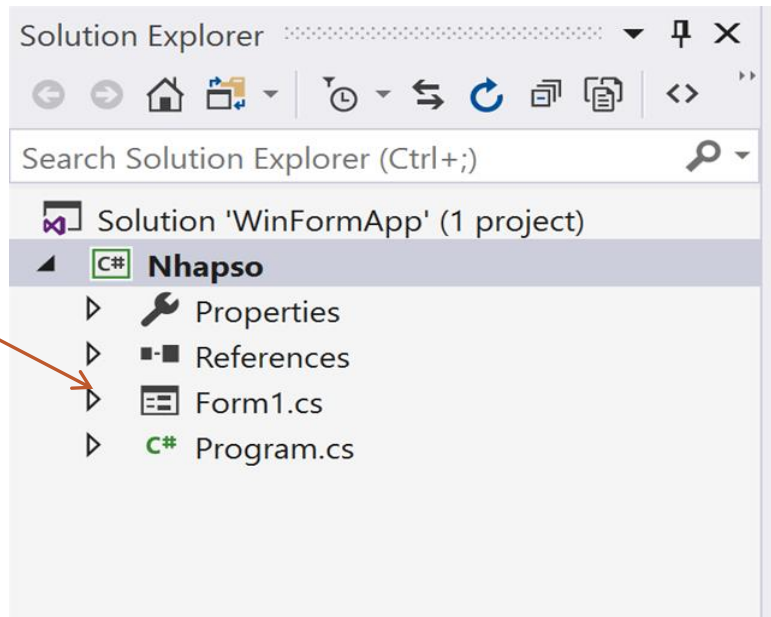 Solution Explorer
Search Solution Explorer (Ctrl+;)
Solution 'WinFormApp' (1 project)
C# Nhapso
Properties
References
Form1.cs
C# Program.cs